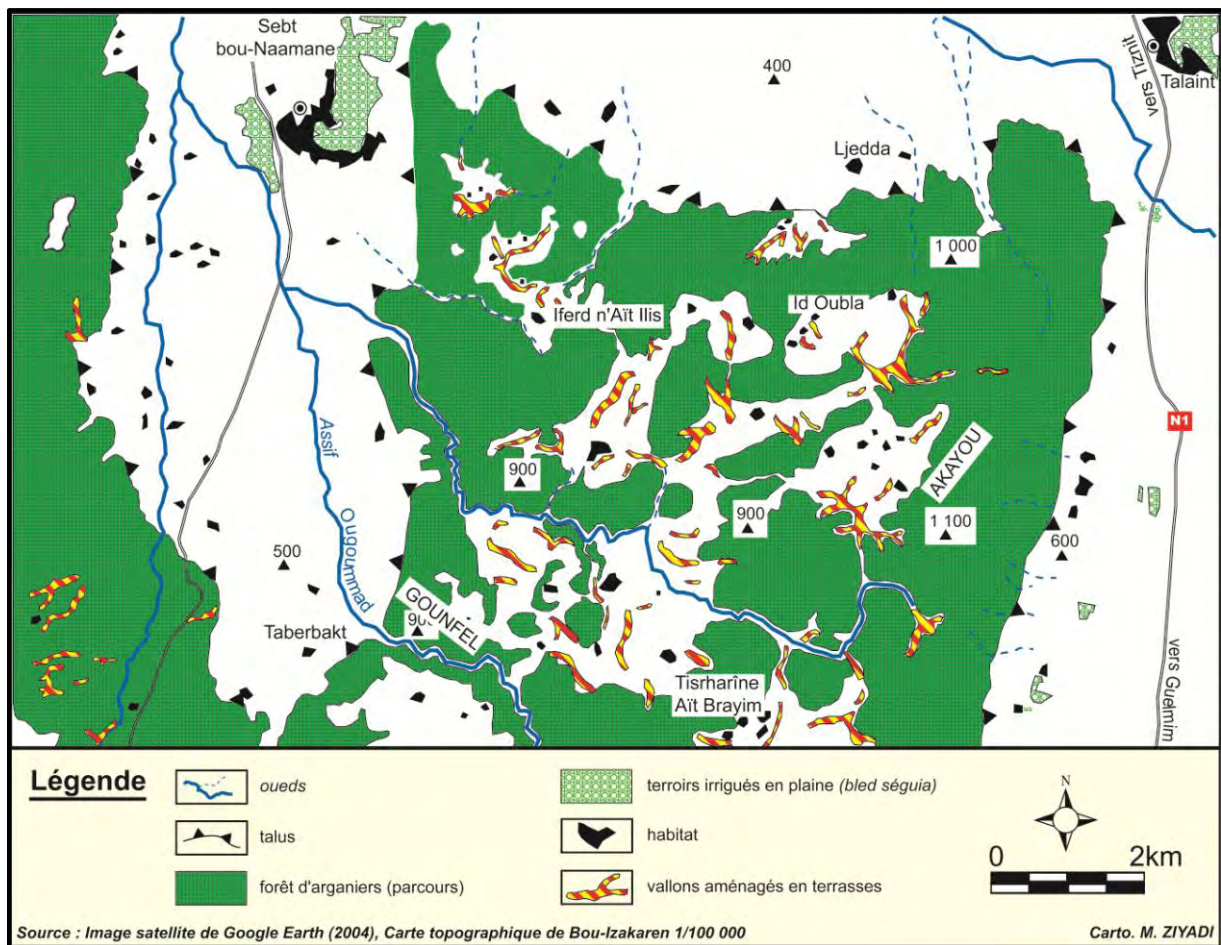 Sebt
bou-Naamane
400
vers Tiznit
Talaint
Ljedda
1 000
Iferd n'Aït Ilis
Id Oubla
N1
Assif
Ougoummad
900
900
AKAYOU
1 100
600
500
GOUNFEL
Taberbakt
Tisrharîne
Aït Brayim
vers Guelmim
Légende
oueds
talus
forêt d'arganiers (parcours)
terroirs irrigués en plaine (bled séguia)
habitat
vallons aménagés en terrasses
N
0 2km
Source : Image satellite de Google Earth (2004), Carte topographique de Bou-Izakaren 1/100 000
Carto. M. ZIYADI